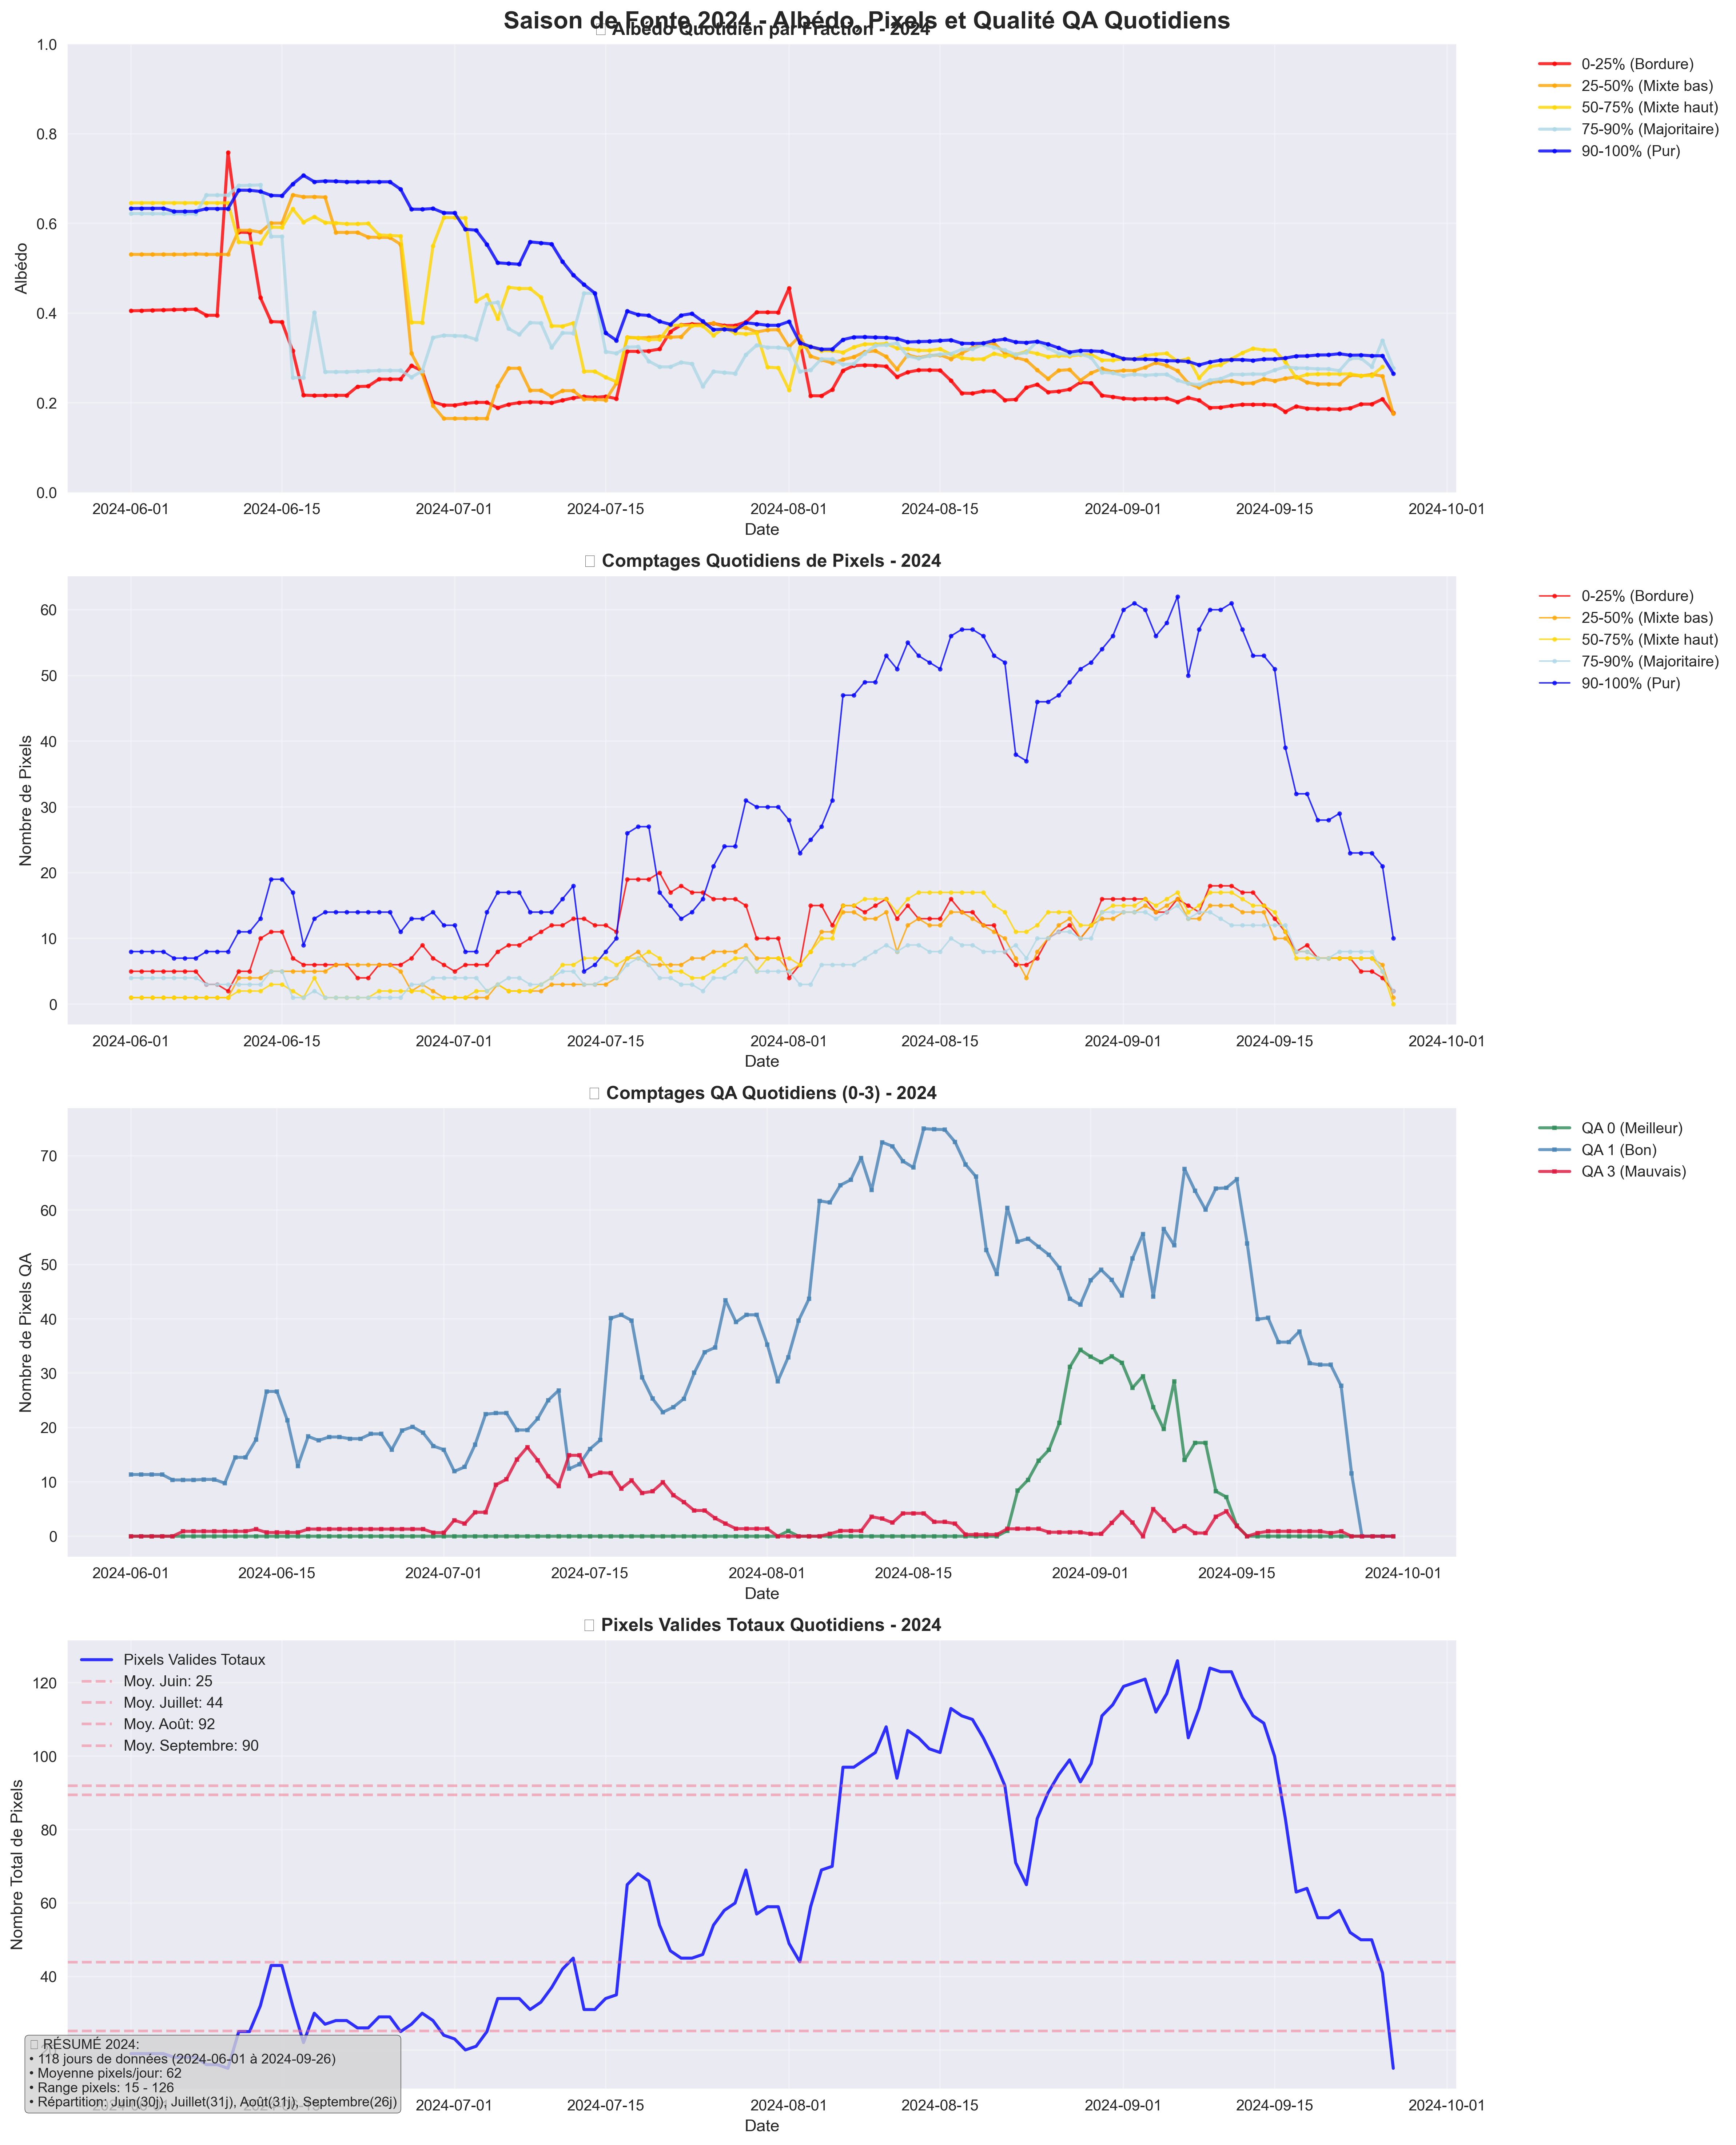 Saison de Fonte 2024 - Albédo, Pixels et Qualité QA Quotidiens
Albédo Quotidien par Fraction - 2024
1.0
0.8
0.6
0.4
0.2
0.0
Albédo
2024-06-01 2024-06-15 2024-07-01 2024-07-15 2024-08-01 2024-08-15 2024-09-01 2024-09-15 2024-10-01
Date
0-25% (Bordure)
25-50% (Mixte bas)
50-75% (Mixte haut)
75-90% (Majoritaire)
90-100% (Pur)
Comptages Quotidiens de Pixels - 2024
60
50
40
30
20
10
0
Nombre de Pixels
2024-06-01 2024-06-15 2024-07-01 2024-07-15 2024-08-01 2024-08-15 2024-09-01 2024-09-15 2024-10-01
Date
0-25% (Bordure)
25-50% (Mixte bas)
50-75% (Mixte haut)
75-90% (Majoritaire)
90-100% (Pur)
Comptages QA Quotidiens (0-3) - 2024
70
60
50
40
30
20
10
0
Nombre de Pixels QA
2024-06-01 2024-06-15 2024-07-01 2024-07-15 2024-08-01 2024-08-15 2024-09-01 2024-09-15 2024-10-01
Date
QA 0 (Meilleur)
QA 1 (Bon)
QA 3 (Mauvais)
Pixels Valides Totaux Quotidiens - 2024
Pixels Valides Totaux
Moy. Juin: 25
Moy. Juillet: 44
Moy. Août: 92
Moy. Septembre: 90
120
100
80
60
40
Nombre Total de Pixels
RÉSUMÉ 2024:
• 118 jours de données (2024-06-01 à 2024-09-26)
• Moyenne pixels/jour: 62
• Range pixels: 15 - 126
• Répartition: Juin(30j), Juillet(31j), Août(31j), Septembre(26j)
2024-07-01 2024-07-15 2024-08-01 2024-08-15 2024-09-01 2024-09-15 2024-10-01
Date